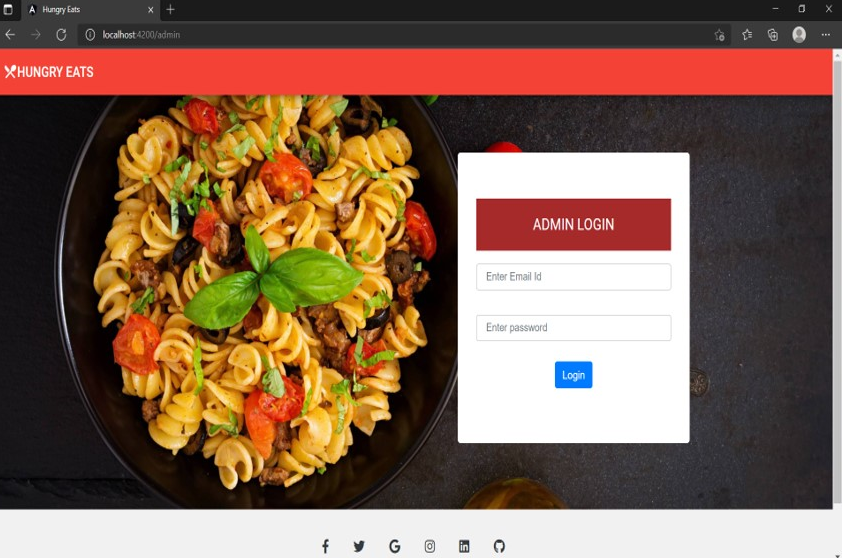 Hungry Eats
localhost:4200/admin
HUNGRY EATS
ADMIN LOGIN
Enter Email Id
Enter password
Login